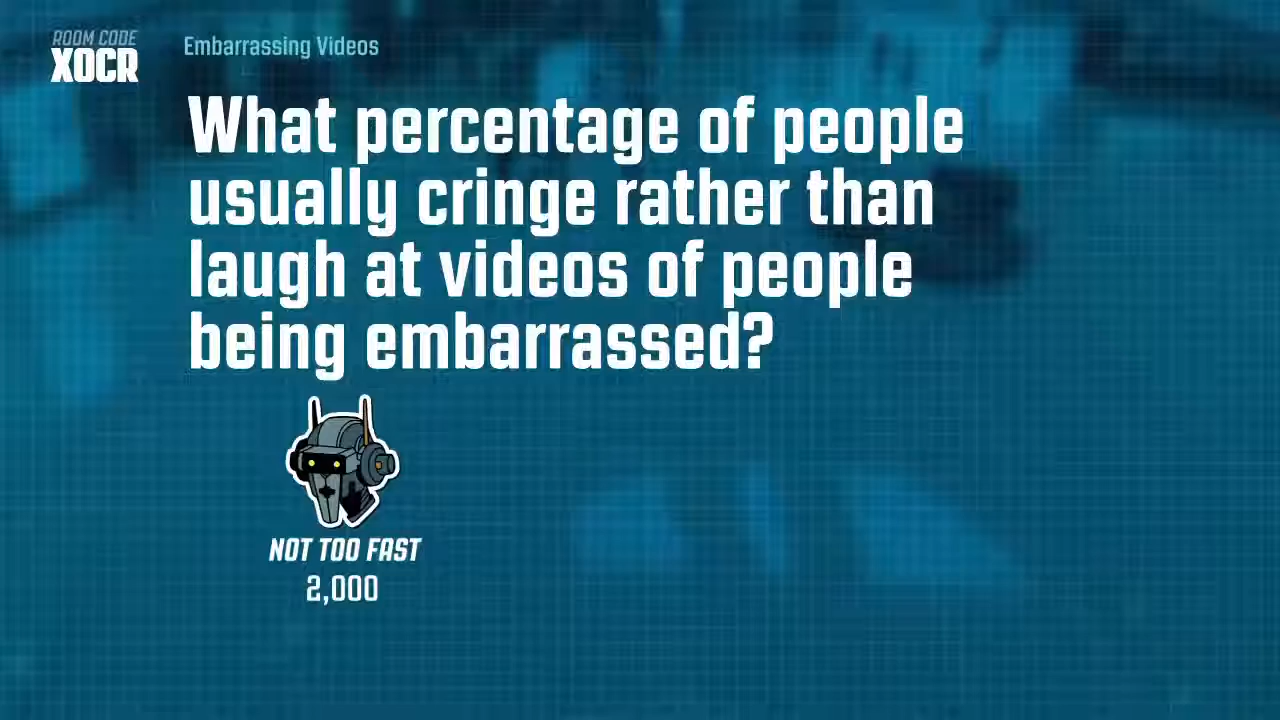 ROOM CODE
XOCR
Embarrassing Videos
What percentage of people
usually cringe rather than
laugh at videos of people
being embarrassed?
NOT TOO FAST
2,000